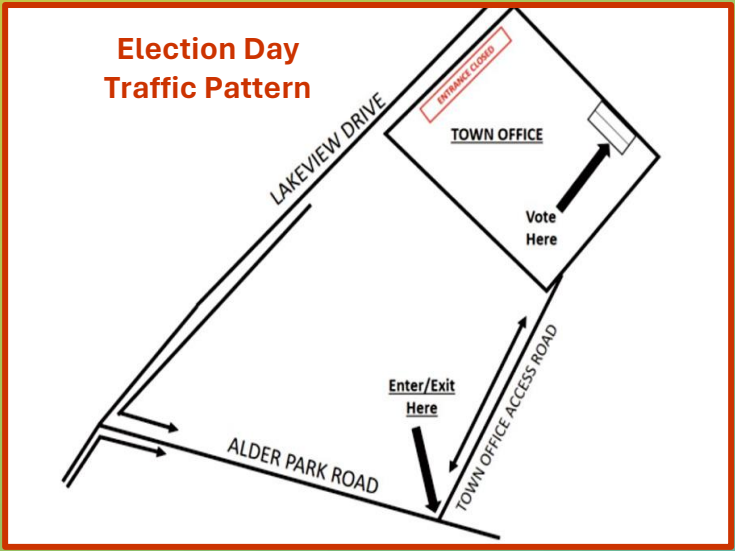 Election Day
Traffic Pattern
ENTRANCE CLOSED
LAKEVIEW DRIVE
TOWN OFFICE
Vote
Here
Enter/Exit
Here
TOWN OFFICE ACCESS ROAD
ALDER PARK ROAD